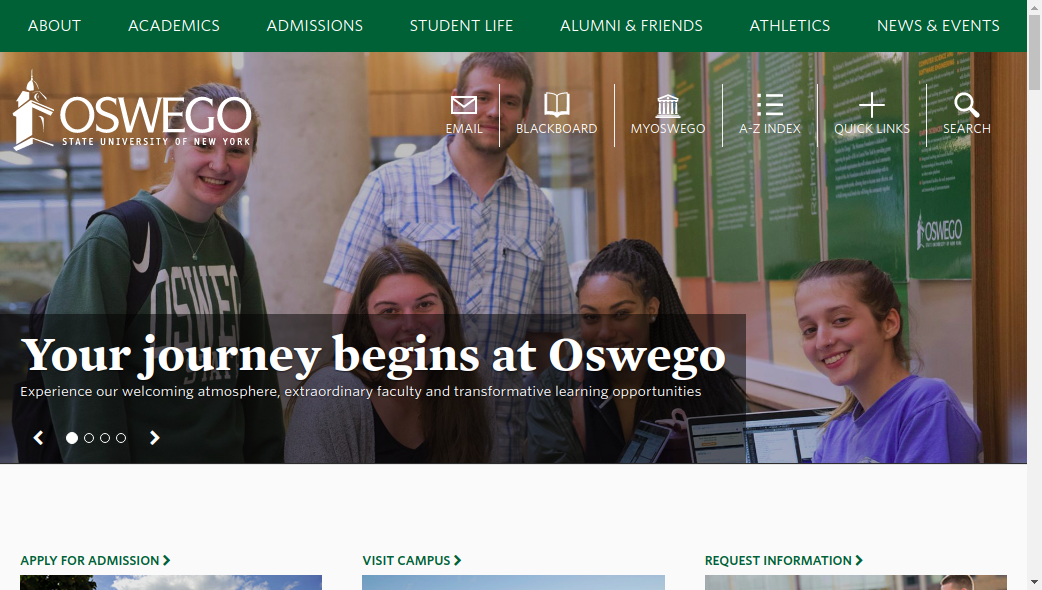 ABOUT ACADEMICS ADMISSIONS STUDENT LIFE ALUMNI & FRIENDS ATHLETICS NEWS & EVENTS
OSWEGO
STATE UNIVERSITY OF NEW YORK
EMAIL BLACKBOARD MYOSWEGO A-Z INDEX QUICK LINKS SEARCH
OSWEGO
OSWEG
Your journey begins at Oswego
Experience our welcoming atmosphere, extraordinary faculty and transformative learning opportunities
APPLY FOR ADMISSION VISIT CAMPUS REQUEST INFORMATION